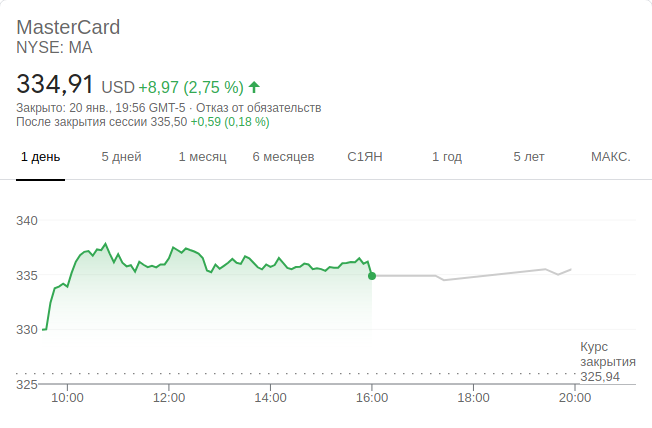 MasterCard
NYSE: MA
334,91 USD +8,97 (2,75 %)
Закрыто: 20 янв., 19:56 GMT-5 · Отказ от обязательств
После закрытия сессии 335,50 +0,59 (0,18 %)
1 день 5 дней 1 месяц 6 месяцев С1ЯН 1 год 5 лет МАКС.
340
335
330
Курс
закрытия
325,94
325
10:00 12:00 14:00 16:00 18:00 20:00